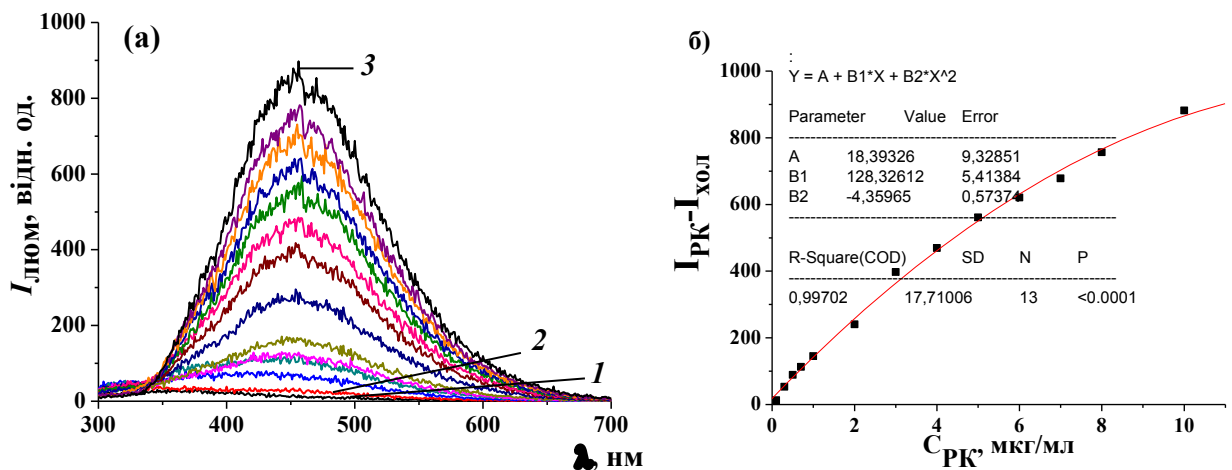 (а)
1000
800
600
400
200
0
Iлюм, відн. од.
3
2
1
300
400
500
600
700
λ, нм
б)
:
Y = A + B1*X + B2*X^2
Parameter Value Error
A 18,39326 9,32851
B1 128,32612 5,41384
B2 -4,35965 0,57374
R-Square(COD) SD N P
0,99702 17,71006 13 <0.0001
1000
800
600
400
200
0
IРК-Iхол
0
2
4
6
8
10
СРК, мкг/мл